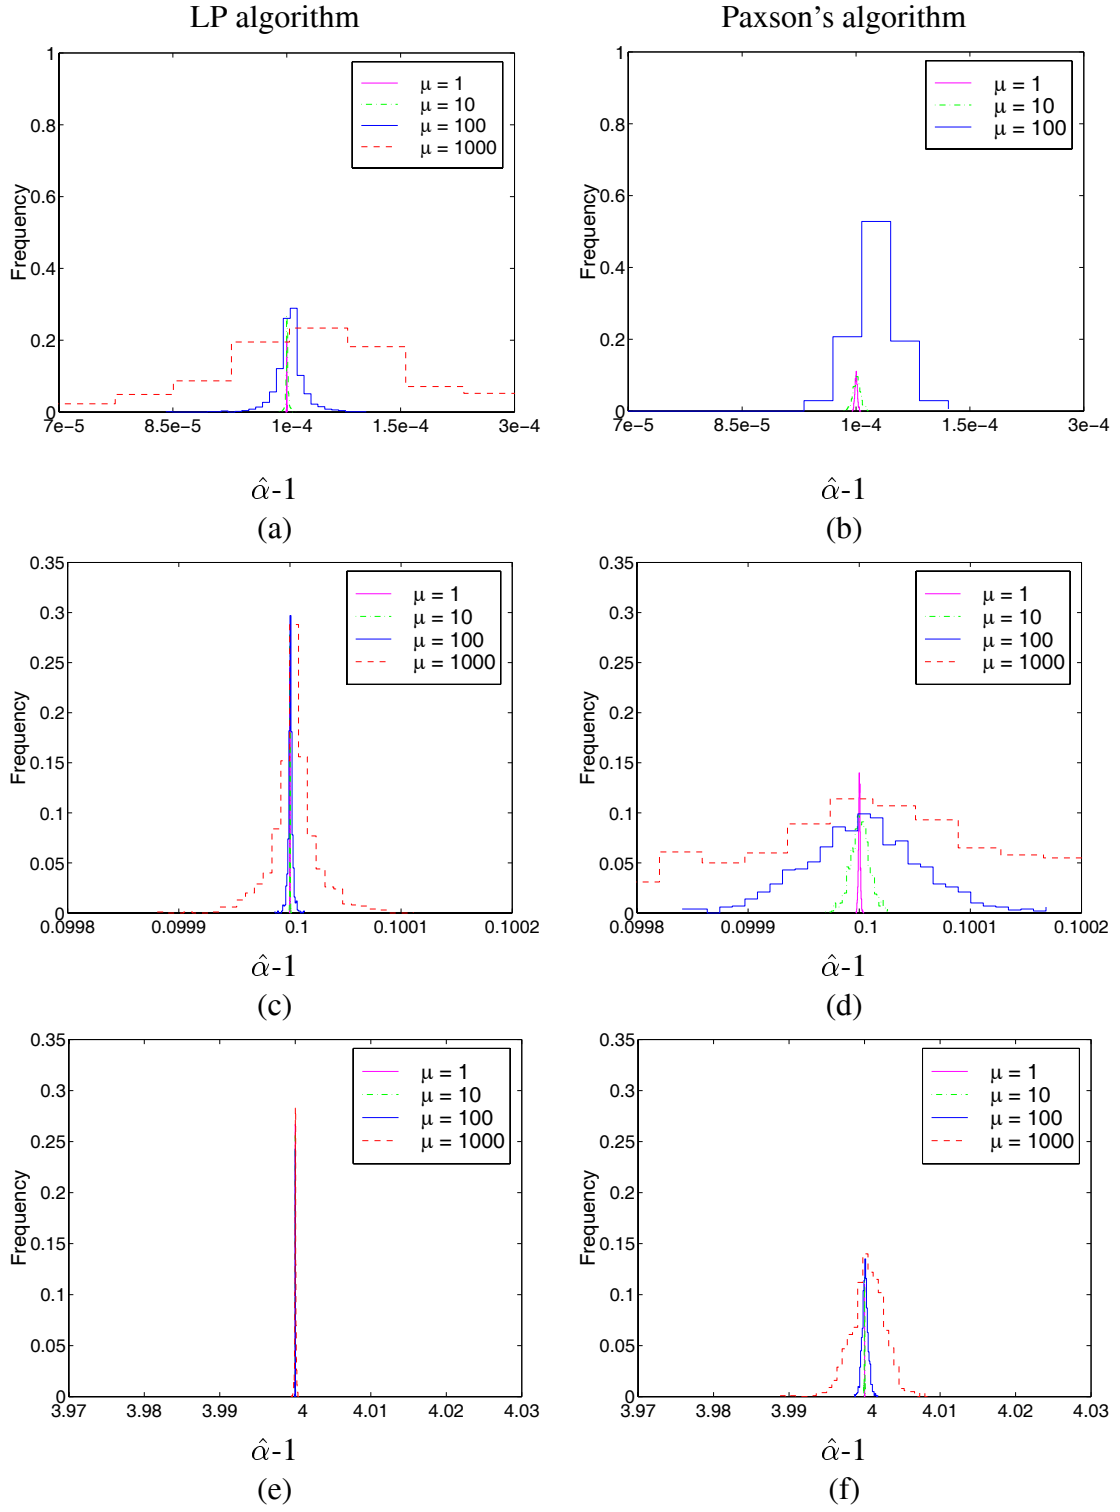 LP algorithm
Paxson's algorithm
1
0.8
0.6
0.4
0.2
0
Frequency
μ = 1
μ = 10
μ = 100
μ = 1000
7e-5 8.5e-5 1e-4 1.5e-4 3e-4
α̂-1
(a)
1
0.8
0.6
0.4
0.2
0
Frequency
μ = 1
μ = 10
μ = 100
7e-5 8.5e-5 1e-4 1.5e-4 3e-4
α̂-1
(b)
0.35
0.3
0.25
0.2
0.15
0.1
0.05
0
Frequency
μ = 1
μ = 10
μ = 100
μ = 1000
0.0998 0.0999 0.1 0.1001 0.1002
α̂-1
(c)
0.35
0.3
0.25
0.2
0.15
0.1
0.05
0
Frequency
μ = 1
μ = 10
μ = 100
μ = 1000
0.0998 0.0999 0.1 0.1001 0.1002
α̂-1
(d)
0.35
0.3
0.25
0.2
0.15
0.1
0.05
0
Frequency
μ = 1
μ = 10
μ = 100
μ = 1000
3.97 3.98 3.99 4 4.01 4.02 4.03
α̂-1
(e)
0.35
0.3
0.25
0.2
0.15
0.1
0.05
0
Frequency
μ = 1
μ = 10
μ = 100
μ = 1000
3.97 3.98 3.99 4 4.01 4.02 4.03
α̂-1
(f)